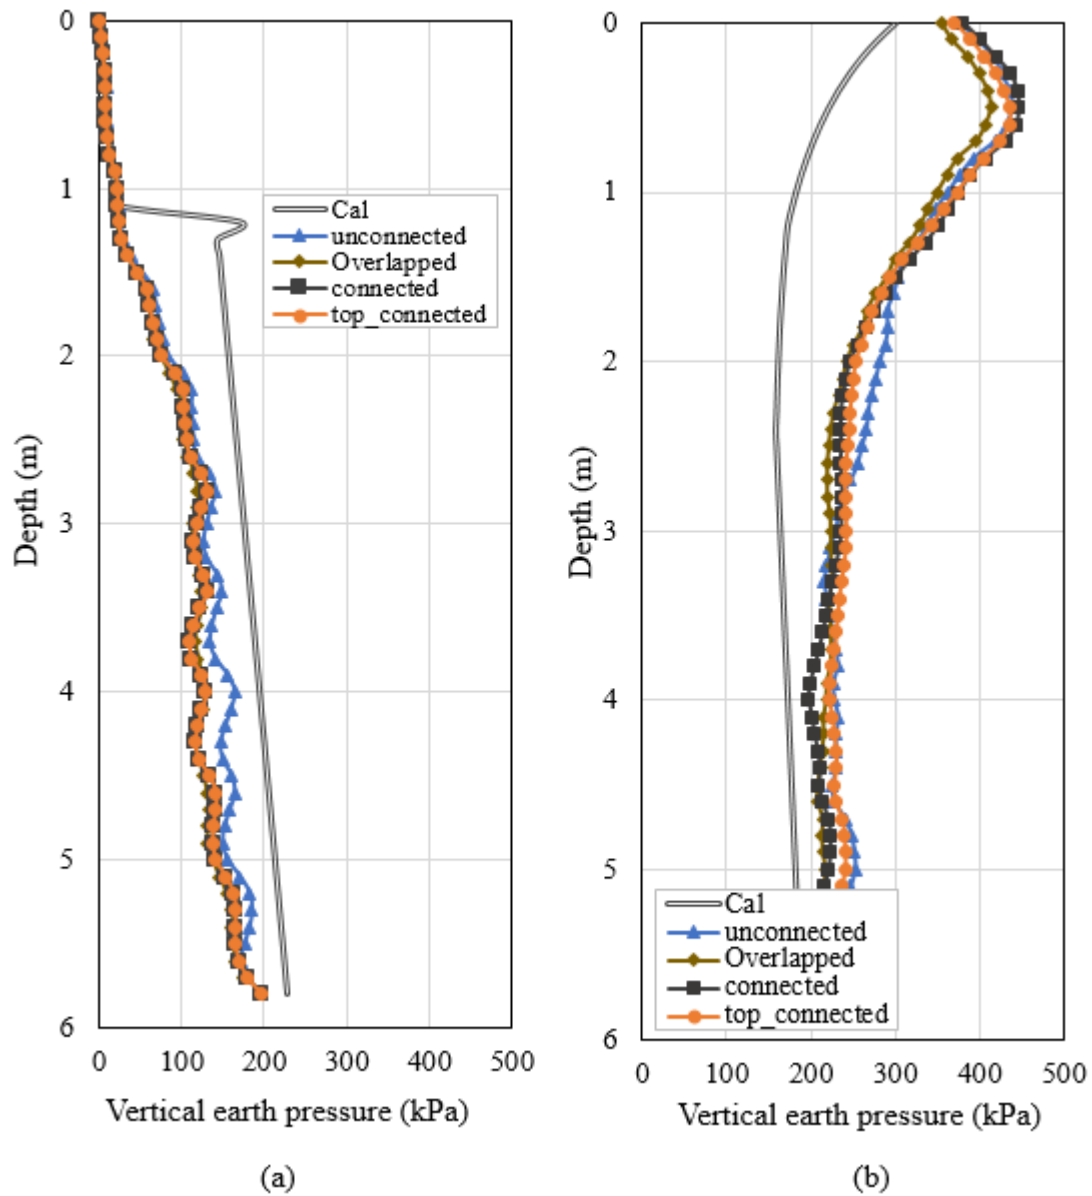 0
1
2
3
4
5
6
Depth (m)
Cal
unconnected
Overlapped
connected
top_connected
0 100 200 300 400 500
Vertical earth pressure (kPa)
(a)
0
1
2
3
4
5
6
Depth (m)
Cal
unconnected
Overlapped
connected
top_connected
0 100 200 300 400 500
Vertical earth pressure (kPa)
(b)